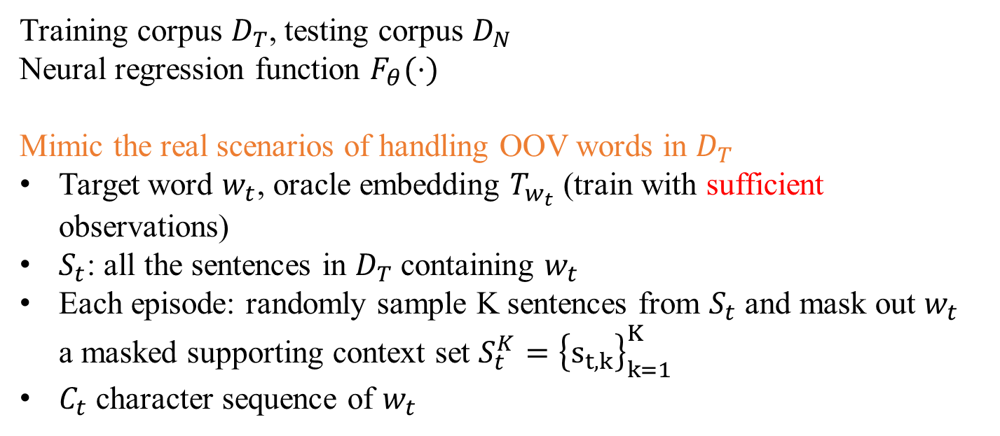 Training corpus $D_T$, testing corpus $D_N$
Neural regression function $F_\theta(\cdot)$
Mimic the real scenarios of handling OOV words in $D_T$
• Target word $w_t$, oracle embedding $T_{w_t}$ (train with sufficient
observations)
• $S_t$: all the sentences in $D_T$ containing $w_t$
• Each episode: randomly sample K sentences from $S_t$ and mask out $w_t$
a masked supporting context set $S_t^K = \{s_{t,k}\}_{k=1}^{K}$
• $C_t$ character sequence of $w_t$